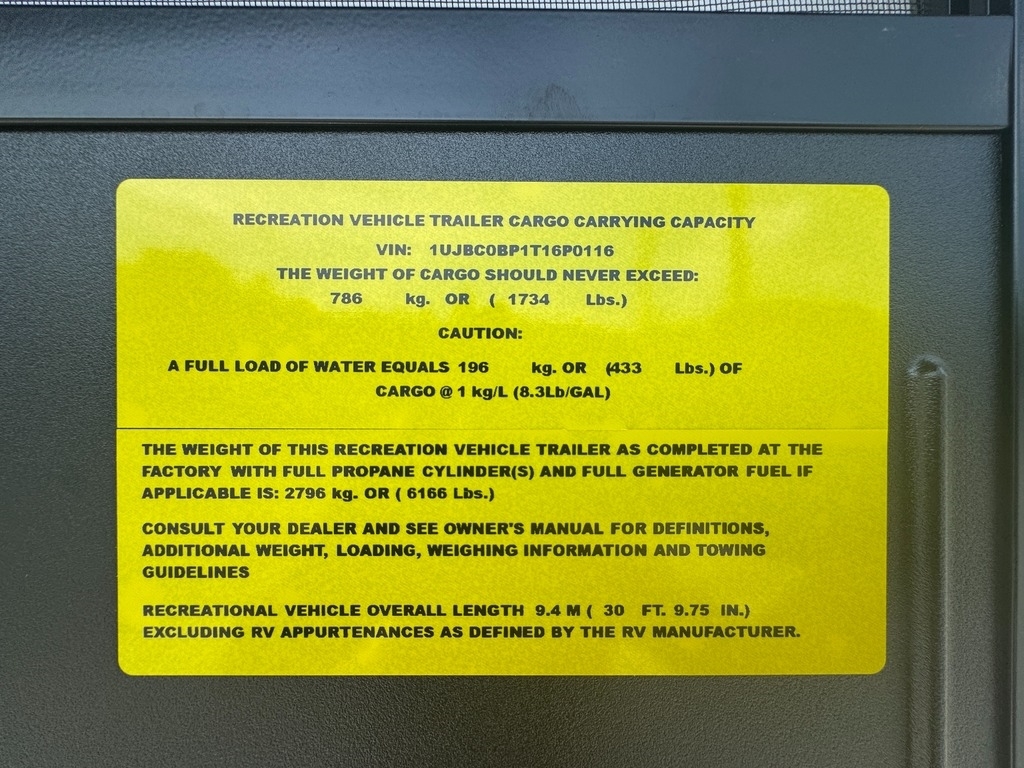 RECREATION VEHICLE TRAILER CARGO CARRYING CAPACITY
VIN: 1UJBC0BP1T16P0116
THE WEIGHT OF CARGO SHOULD NEVER EXCEED:
786 kg. OR ( 1734 Lbs.)
CAUTION:
A FULL LOAD OF WATER EQUALS 196 kg. OR (433 Lbs.) OF
CARGO @ 1 kg/L (8.3Lb/GAL)
THE WEIGHT OF THIS RECREATION VEHICLE TRAILER AS COMPLETED AT THE
FACTORY WITH FULL PROPANE CYLINDER(S) AND FULL GENERATOR FUEL IF
APPLICABLE IS: 2796 kg. OR ( 6166 Lbs.)
CONSULT YOUR DEALER AND SEE OWNER'S MANUAL FOR DEFINITIONS,
ADDITIONAL WEIGHT, LOADING, WEIGHING INFORMATION AND TOWING
GUIDELINES
RECREATIONAL VEHICLE OVERALL LENGTH 9.4 M ( 30 FT. 9.75 IN.)
EXCLUDING RV APPURTENANCES AS DEFINED BY THE RV MANUFACTURER.